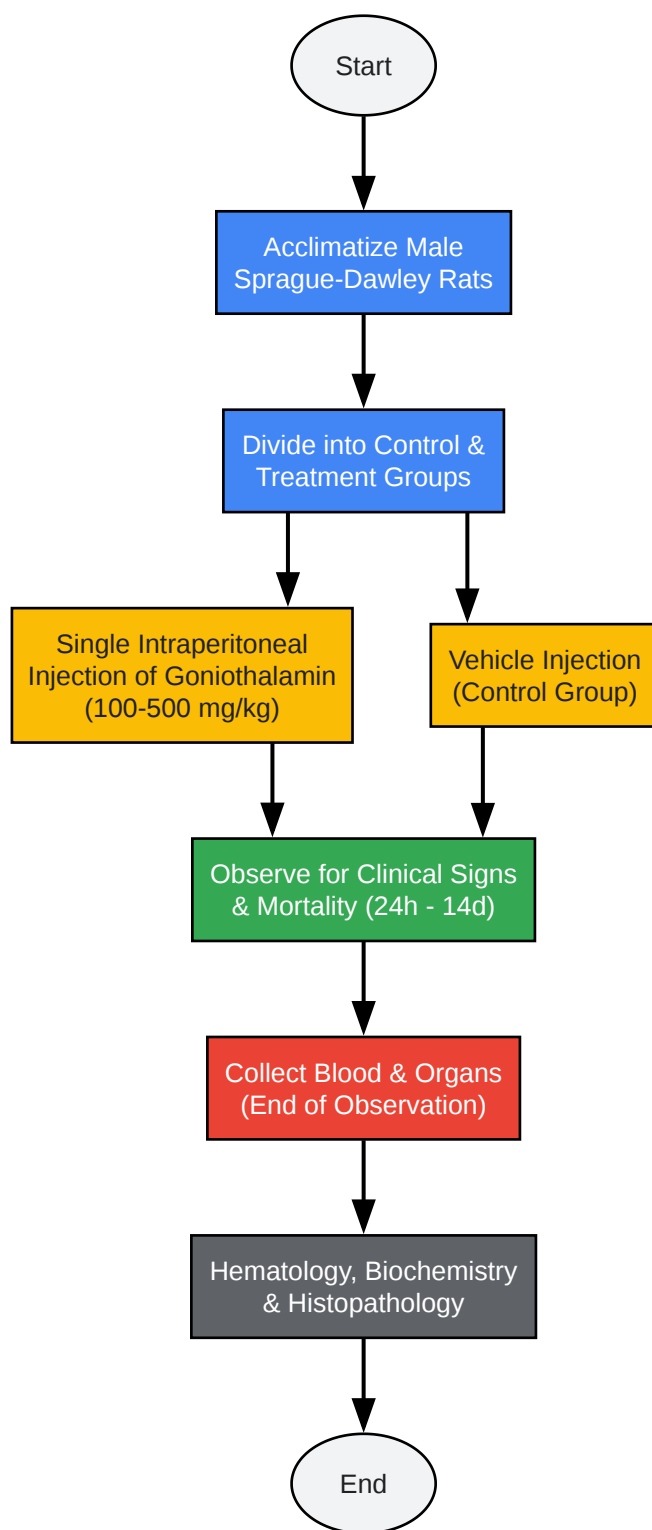 Start
Acclimatize Male
Sprague-Dawley Rats
Divide into Control &
Treatment Groups
Single Intraperitoneal
Injection of Goniothalamin
(100-500 mg/kg)
Vehicle Injection
(Control Group)
Observe for Clinical Signs
& Mortality (24h - 14d)
Collect Blood & Organs
(End of Observation)
Hematology, Biochemistry
& Histopathology
End